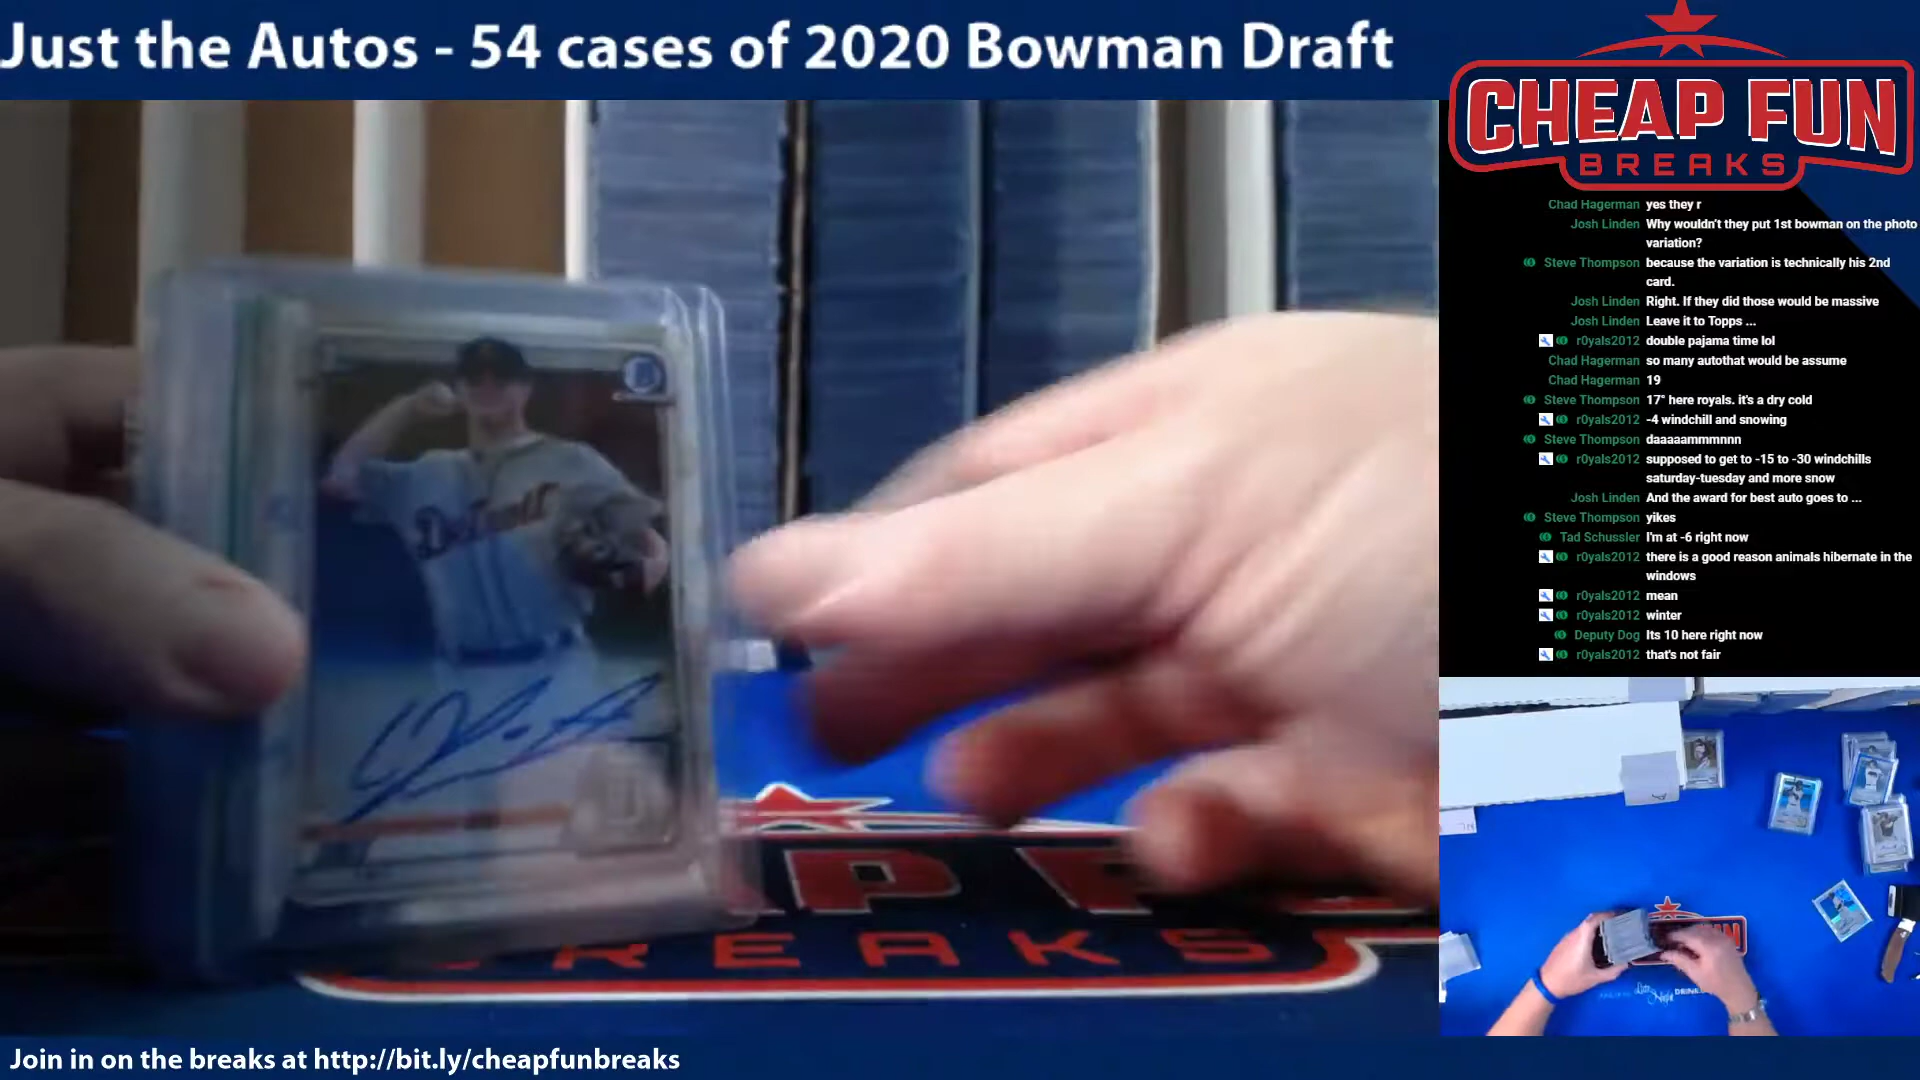 Just the Autos - 54 cases of 2020 Bowman Draft
CHEAP FUN
BREAKS
Chad Hagerman yes they r
Josh Linden Why wouldn't they put 1st bowman on the photo
variation?
Steve Thompson because the variation is technically his 2nd
card.
Josh Linden Right. If they did those would be massive
Josh Linden Leave it to Topps ...
r0yals2012 double pajama time lol
Chad Hagerman so many autothat would be assume
Chad Hagerman 19
Steve Thompson 17° here royals. it's a dry cold
r0yals2012 -4 windchill and snowing
Steve Thompson daaaaammmnnn
r0yals2012 supposed to get to -15 to -30 windchills
saturday-tuesday and more snow
Josh Linden And the award for best auto goes to ...
Steve Thompson yikes
Tad Schussler I'm at -6 right now
r0yals2012 there is a good reason animals hibernate in the
windows
r0yals2012 mean
r0yals2012 winter
Deputy Dog Its 10 here right now
r0yals2012 that's not fair
Detroit
BREAKS
Join in on the breaks at http://bit.ly/cheapfunbreaks